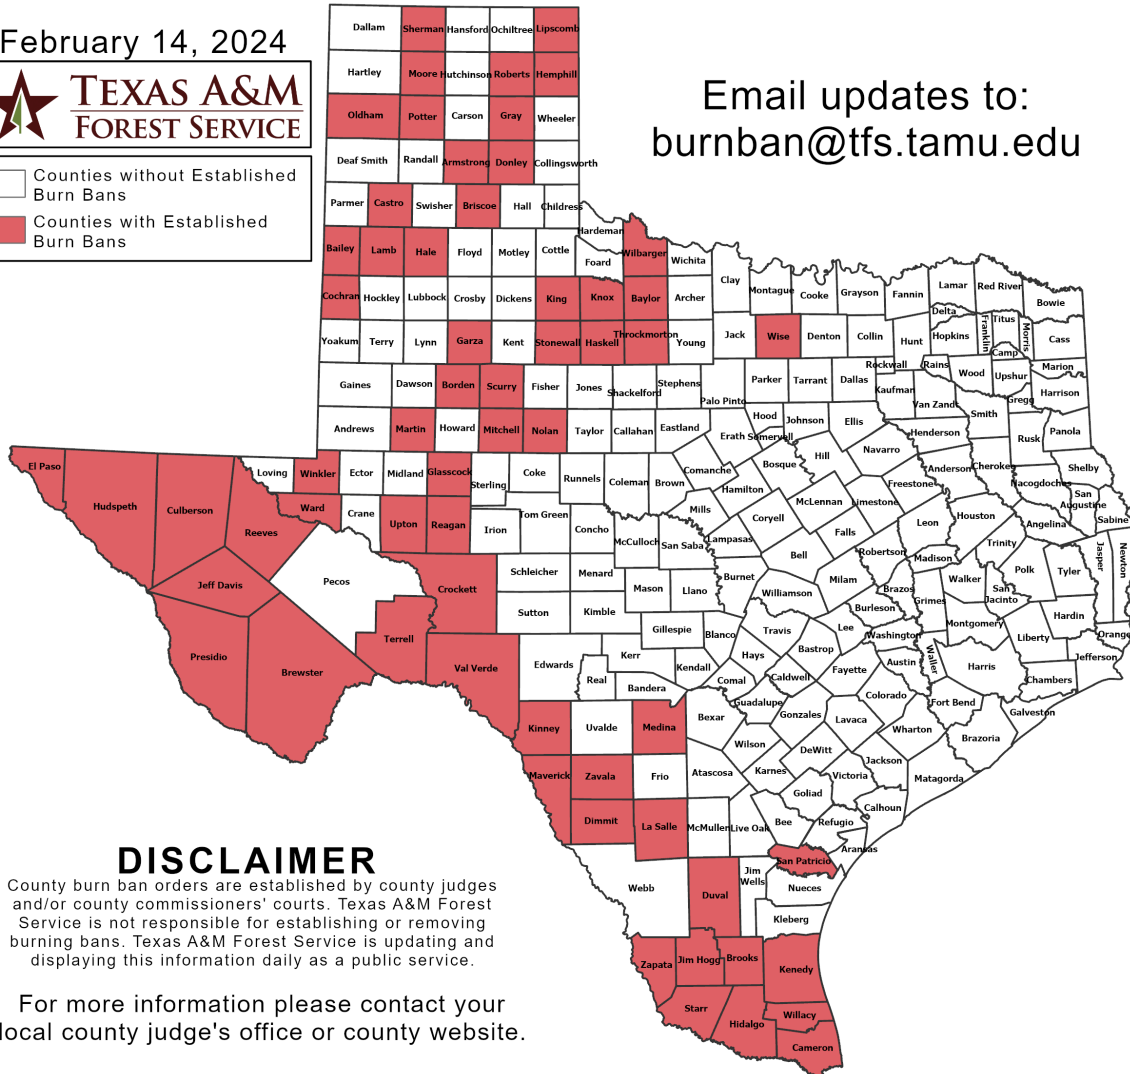 February 14, 2024
TEXAS A&M
FOREST SERVICE
Counties without Established
Burn Bans
Counties with Established
Burn Bans
Email updates to:
burnban@tfs.tamu.edu
Dallam Sherman Hansford Ochiltree Lipscomb
Hartley Moore Hutchinson Roberts Hemphill
Oldham Potter Carson Gray Wheeler
Deaf Smith Randall Armstrong Donley Collingsworth
Parmer Castro Swisher Briscoe Hall Childress
Hardeman
Bailey Lamb Hale Floyd Motley Cottle Foard Wilbarger Wichita
Clay Montague Cooke Grayson Fannin Lamar Red River Bowie
Cochran Hockley Lubbock Crosby Dickens King Knox Baylor Archer
Delta Titus Franklin Morris
Yoakum Terry Lynn Garza Kent Stonewall Haskell Throckmorton Young Jack Wise Denton Collin Hunt Hopkins Camp Cass
Rockwall Rains Wood Upshur Marion
Gaines Dawson Borden Scurry Fisher Jones Shackelford Stephens Palo Pinto Parker Tarrant Dallas Kaufman Van Zandt Gregg Harrison
Andrews Martin Howard Mitchell Nolan Taylor Callahan Eastland Erath Hood Somervell Johnson Ellis Henderson Smith Rusk Panola
El Paso Hudspeth Culberson Reeves Loving Winkler Ector Midland Glasscock Sterling Coke Runnels Coleman Brown Comanche Bosque Hill Navarro Anderson Cherokee Nacogdoches Shelby
Ward Crane Upton Reagan Irion Tom Green Concho McCulloch San Saba Mills Hamilton Coryell McLennan Limestone Freestone Leon Houston Angelina San
Augustine Sabine
Jeff Davis Pecos Crockett Schleicher Menard Mason Llano Lampasas Burnet Bell Falls Robertson Madison Trinity Polk Tyler Jasper Newton
Presidio Brewster Terrell Val Verde Sutton Kimble Gillespie Blanco Williamson Milam Brazos Burleson Grimes Walker San
Jacinto Hardin
Edwards Real Kerr Bandera Kendall Hays Travis Bastrop Lee Washington Montgomery Liberty Orange
Kinney Uvalde Medina Bexar Comal Guadalupe Caldwell Gonzales Fayette Austin Waller Harris Chambers Jefferson
Maverick Zavala Frio Atascosa Wilson Karnes DeWitt Lavaca Colorado Wharton Fort Bend Brazoria Galveston
Dimmit La Salle McMullen Live Oak Bee Goliad Victoria Jackson Matagorda
Refugio Calhoun Aransas
Webb Duval Jim
Wells San Patricio
Nueces
Kleberg
Zapata Jim Hogg Brooks Kenedy
Starr Hidalgo Willacy
Cameron
DISCLAIMER
County burn ban orders are established by county judges
and/or county commissioners' courts. Texas A&M Forest
Service is not responsible for establishing or removing
burning bans. Texas A&M Forest Service is updating and
displaying this information daily as a public service.
For more information please contact your
local county judge's office or county website.